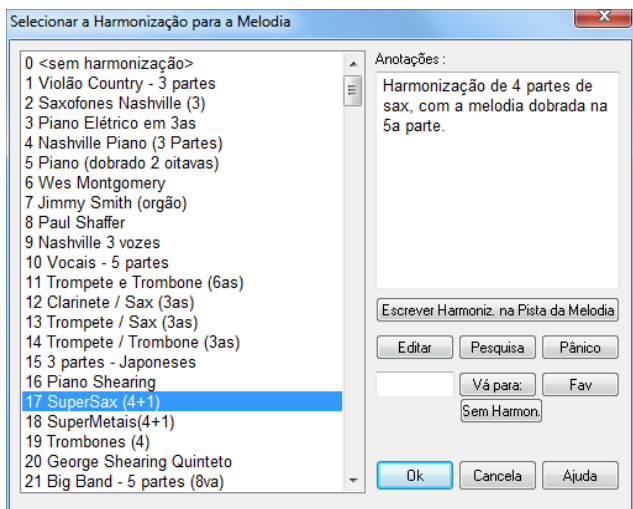 Selecionar a Harmonização para a Melodia
0 <sem harmonização>
1 Violão Country - 3 partes
2 Saxofones Nashville (3)
3 Piano Elétrico em 3as
4 Nashville Piano (3 Partes)
5 Piano (dobrado 2 oitavas)
6 Wes Montgomery
7 Jimmy Smith (orgão)
8 Paul Shaffer
9 Nashville 3 vozes
10 Vocais - 5 partes
11 Trompete e Trombone (6as)
12 Clarinete / Sax (3as)
13 Trompete / Sax (3as)
14 Trompete / Trombone (3as)
15 3 partes - Japoneses
16 Piano Shearing
17 SuperSax (4+1)
18 SuperMetais(4+1)
19 Trombones (4)
20 George Shearing Quinteto
21 Big Band - 5 partes (8va)
Anotações :
Harmonização de 4 partes de
sax, com a melodia dobrada na
5a parte.
Escrever Harmoniz. na Pista da Melodia
Editar Pesquisa Pânico
Vá para: Fav
Sem Harmon.
Ok Cancela Ajuda